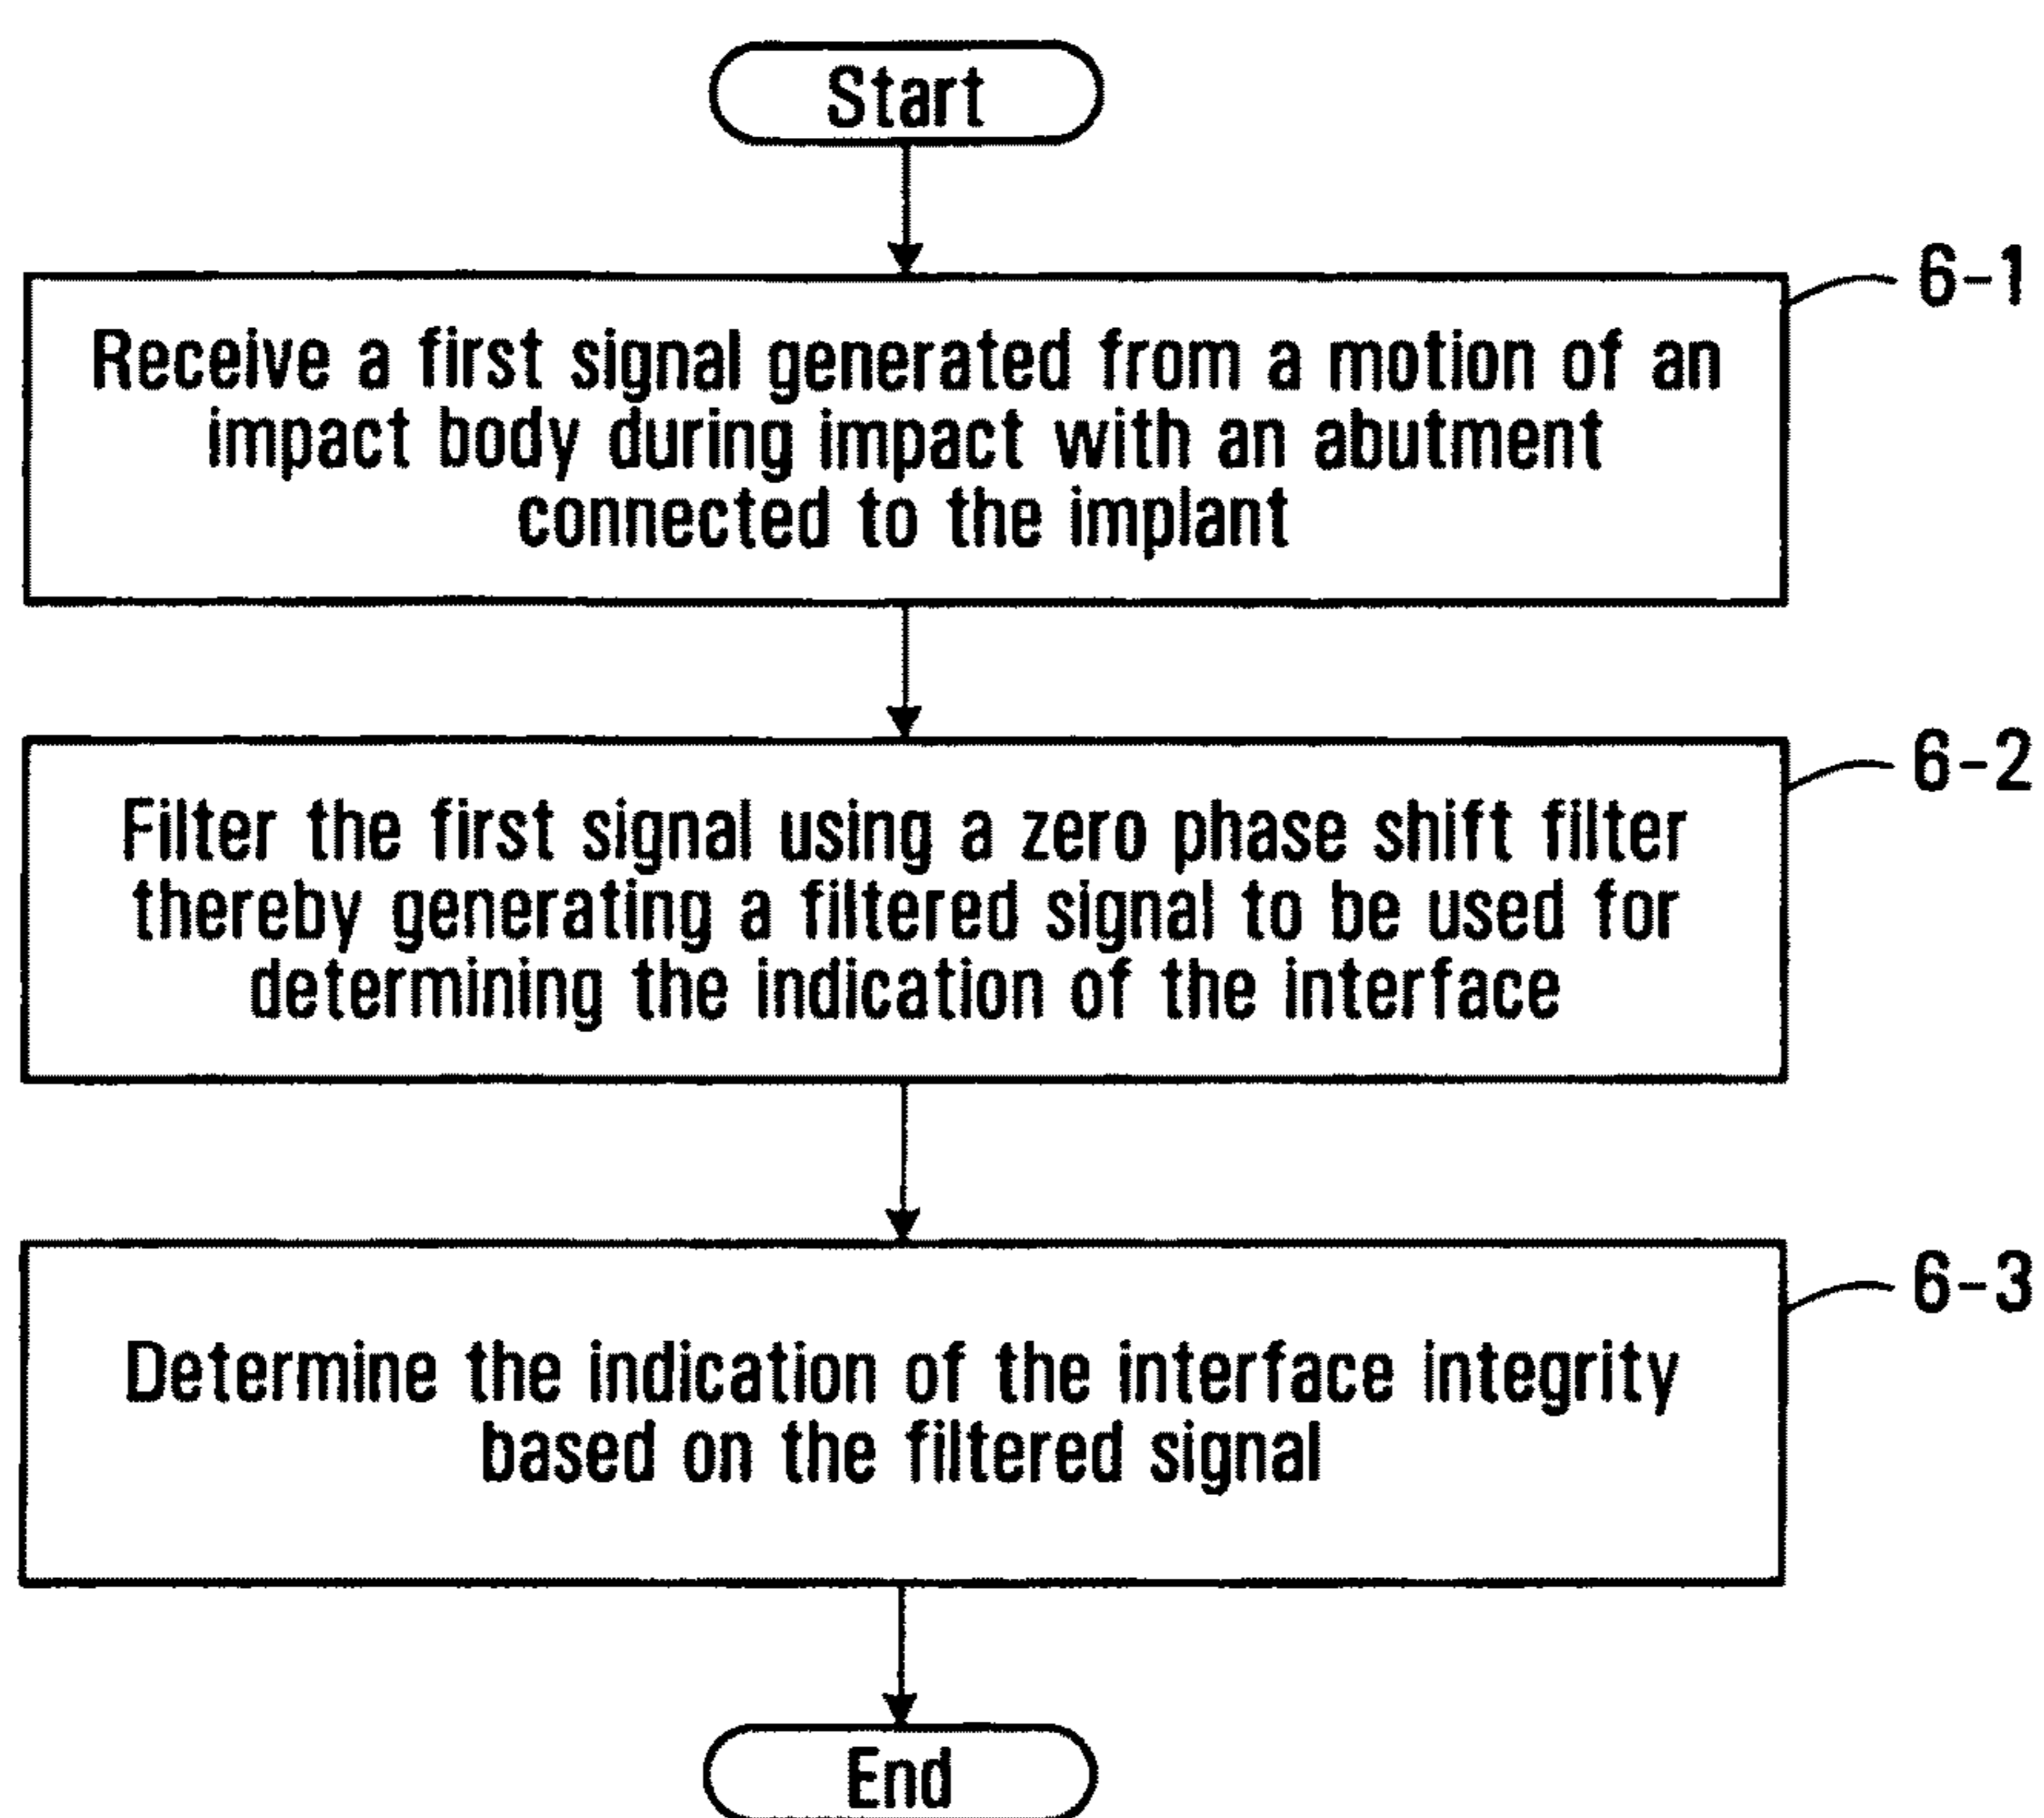 Start
6-1
Receive a first signal generated from a motion of an
impact body during impact with an abutment
connected to the implant
6-2
Filter the first signal using a zero phase shift filter
thereby generating a filtered signal to be used for
determining the indication of the interface
6-3
Determine the indication of the interface integrity
based on the filtered signal
End